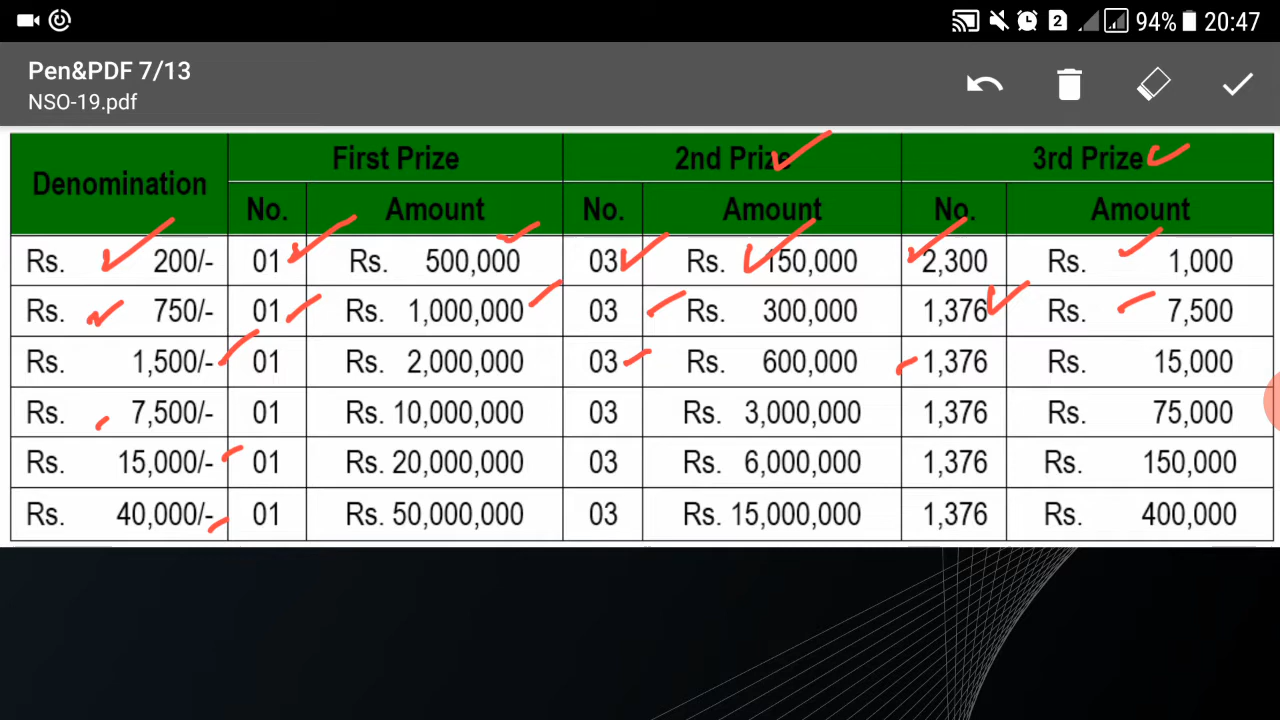 2 94% 20:47
Pen&PDF 7/13
NSO-19.pdf
Denomination First Prize 2nd Prize 3rd Prize
No. Amount No. Amount No. Amount
Rs. 200/- 01 Rs. 500,000 03 Rs. 150,000 2,300 Rs. 1,000
Rs. 750/- 01 Rs. 1,000,000 03 Rs. 300,000 1,376 Rs. 7,500
Rs. 1,500/- 01 Rs. 2,000,000 03 Rs. 600,000 1,376 Rs. 15,000
Rs. 7,500/- 01 Rs. 10,000,000 03 Rs. 3,000,000 1,376 Rs. 75,000
Rs. 15,000/- 01 Rs. 20,000,000 03 Rs. 6,000,000 1,376 Rs. 150,000
Rs. 40,000/- 01 Rs. 50,000,000 03 Rs. 15,000,000 1,376 Rs. 400,000